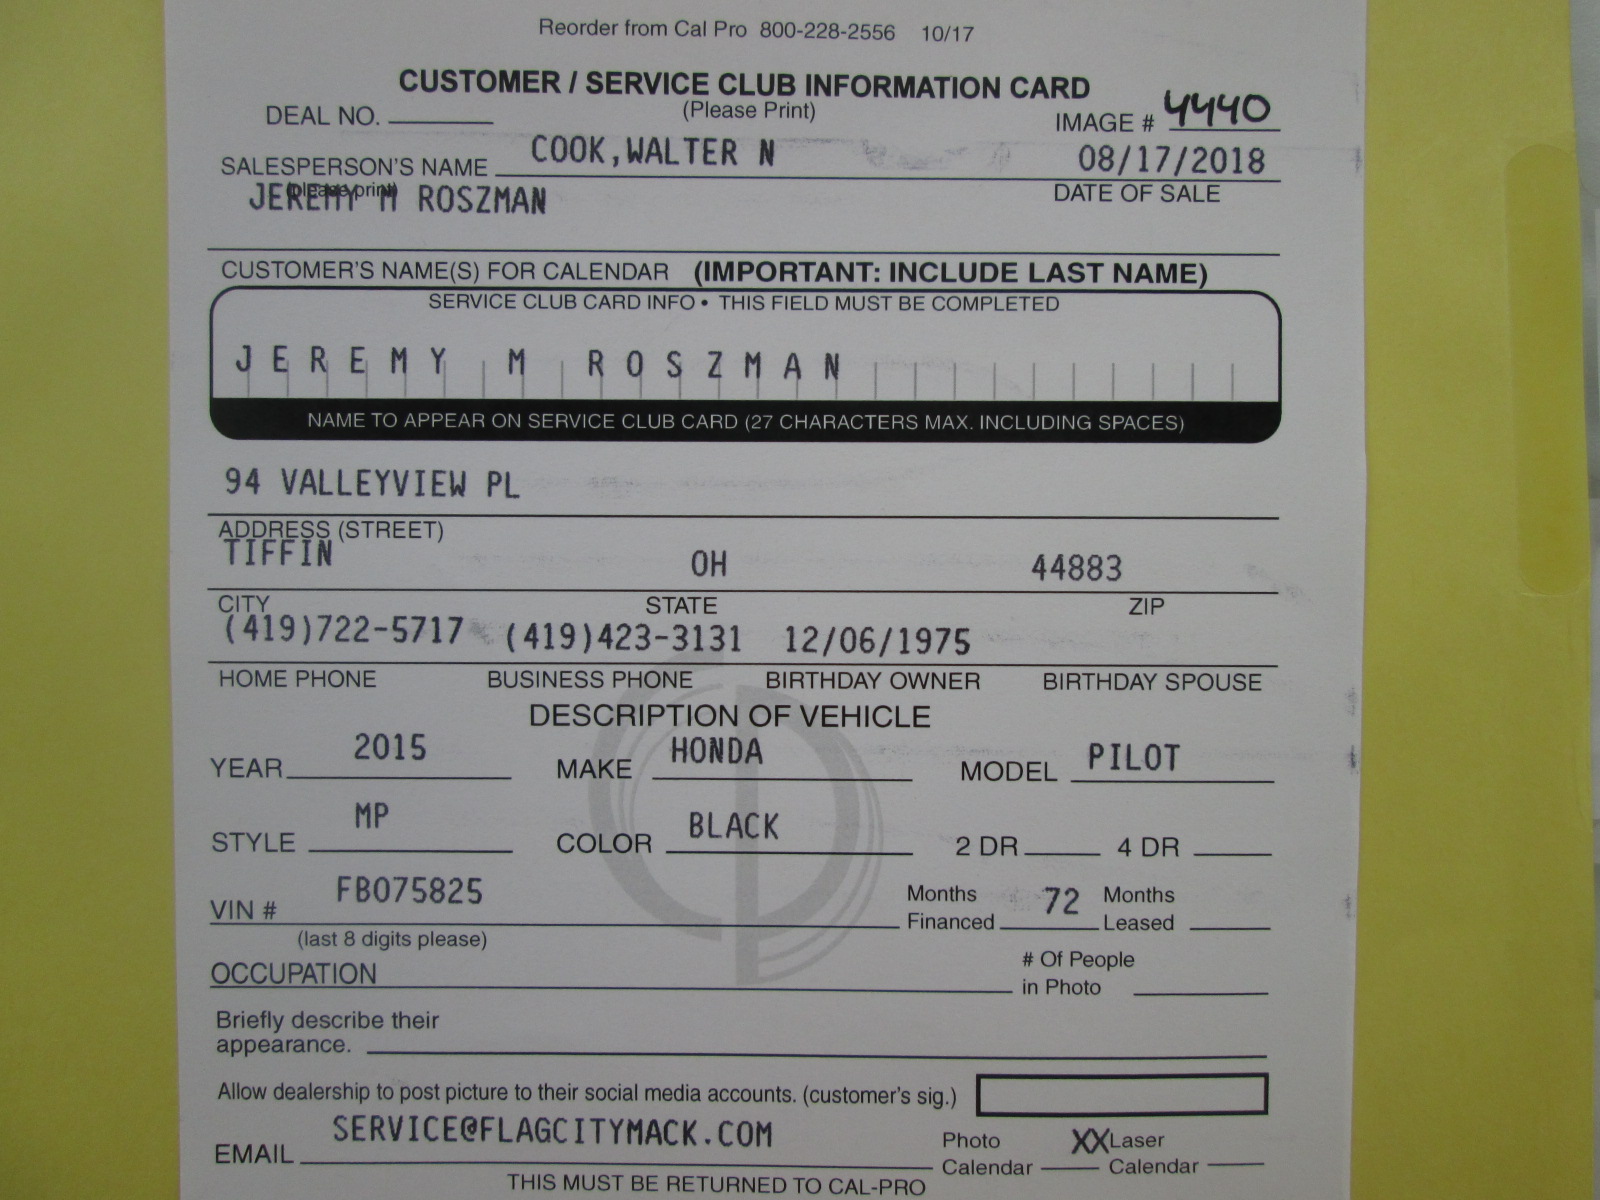 Reorder from Cal Pro 800-228-2556 10/17
CUSTOMER / SERVICE CLUB INFORMATION CARD
(Please Print)
DEAL NO. IMAGE # 4440
SALESPERSON'S NAME COOK,WALTER N 08/17/2018
(please print) DATE OF SALE
JEREMY M ROSZMAN
CUSTOMER'S NAME(S) FOR CALENDAR (IMPORTANT: INCLUDE LAST NAME)
SERVICE CLUB CARD INFO • THIS FIELD MUST BE COMPLETED
JEREMY M ROSZMAN
NAME TO APPEAR ON SERVICE CLUB CARD (27 CHARACTERS MAX. INCLUDING SPACES)
94 VALLEYVIEW PL
ADDRESS (STREET)
TIFFIN OH 44883
CITY STATE ZIP
(419)722-5717 (419)423-3131 12/06/1975
HOME PHONE BUSINESS PHONE BIRTHDAY OWNER BIRTHDAY SPOUSE
DESCRIPTION OF VEHICLE
YEAR 2015 MAKE HONDA MODEL PILOT
STYLE MP COLOR BLACK 2 DR 4 DR
VIN # FB075825 Months Financed 72 Months Leased
(last 8 digits please)
OCCUPATION # Of People in Photo
Briefly describe their
appearance.
Allow dealership to post picture to their social media accounts. (customer's sig.)
EMAIL SERVICE@FLAGCITYMACK.COM Photo Calendar XX Laser Calendar
THIS MUST BE RETURNED TO CAL-PRO